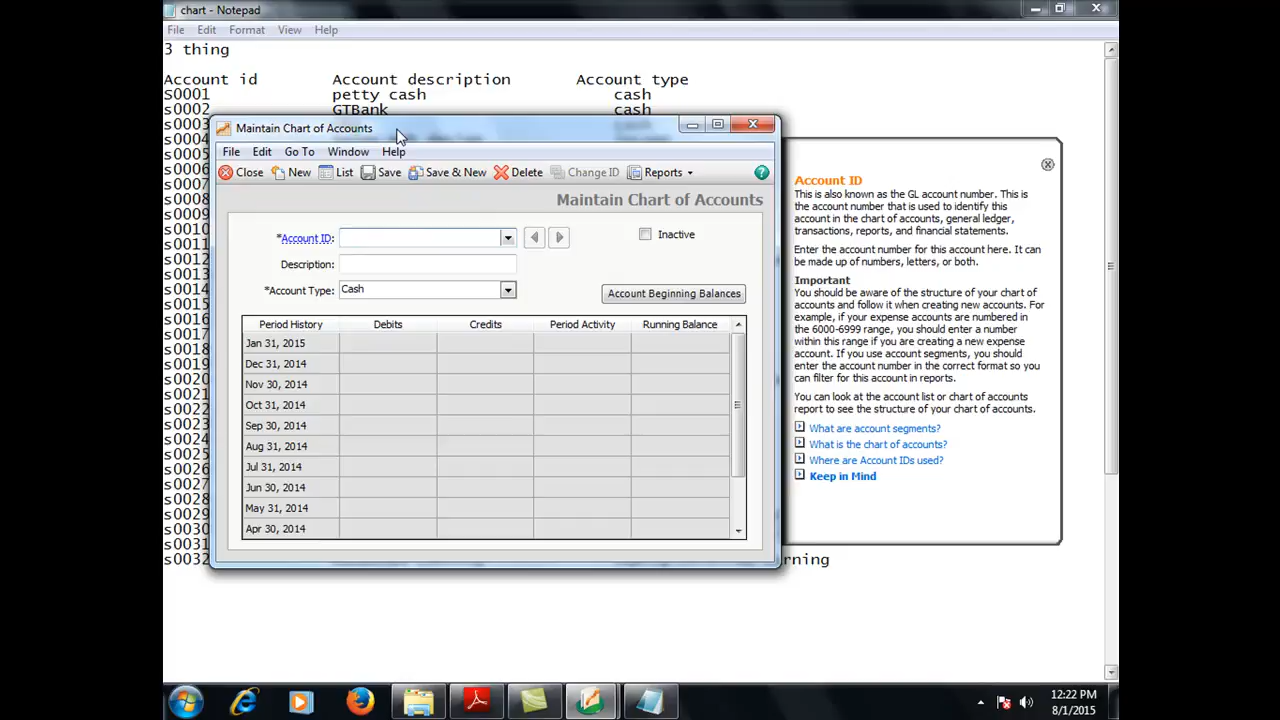 chart - Notepad
File Edit Format View Help
3 thing
Account id Account description Account type
S0001 petty cash cash
s0002 GTBank cash
s0003
s0004
s0005
s0006
s0007
s0008
s0009
s0010
s0011
s0012
s0013
s0014
s0015
s0016
s0017
s0018
s0019
s0020
s0021
s0022
s0023
s0024
s0025
s0026
s0027
s0028
s0029
s0030
s0031
s0032
Maintain Chart of Accounts
File Edit Go To Window Help
Close New List Save Save & New Delete Change ID Reports
Maintain Chart of Accounts
*Account ID: Inactive
Description:
*Account Type: Cash Account Beginning Balances
Period History Debits Credits Period Activity Running Balance
Jan 31, 2015
Dec 31, 2014
Nov 30, 2014
Oct 31, 2014
Sep 30, 2014
Aug 31, 2014
Jul 31, 2014
Jun 30, 2014
May 31, 2014
Apr 30, 2014
Account ID
This is also known as the GL account number. This is
the account number that is used to identify this
account in the chart of accounts, general ledger,
transactions, reports, and financial statements.
Enter the account number for this account here. It can
be made up of numbers, letters, or both.
Important
You should be aware of the structure of your chart of
accounts and follow it when creating new accounts. For
example, if your expense accounts are numbered in
the 6000-6999 range, you should enter a number
within this range if you are creating a new expense
account. If you use account segments, you should
enter the account number in the correct format so you
can filter for this account in reports.
You can look at the account list or chart of accounts
report to see the structure of your chart of accounts.
What are account segments?
What is the chart of accounts?
Where are Account IDs used?
Keep in Mind
12:22 PM
8/1/2015